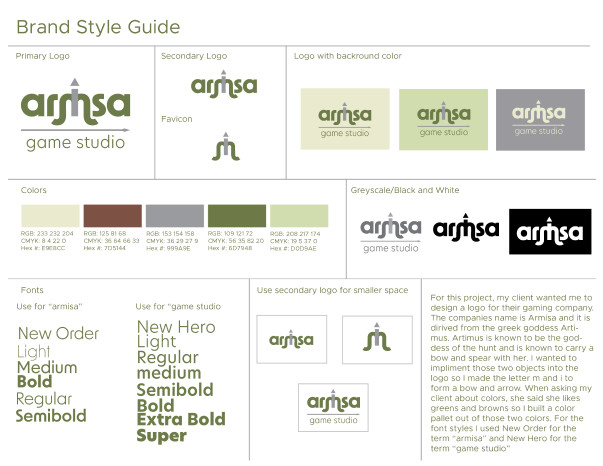 Brand Style Guide
Primary Logo
armsa
game studio
Secondary Logo
armsa
Favicon
Logo with backround color
armsa
game studio
armsa
game studio
armsa
game studio
Colors
RGB: 233 232 204
CMYK: 8 4 22 0
Hex #: E9E8CC
RGB: 125 81 68
CMYK: 36 64 66 33
Hex #: 7D5144
RGB: 153 154 158
CMYK: 38 29 27 9
Hex #: 999A9E
RGB: 109 121 72
CMYK: 56 35 82 20
Hex #: 6D7948
RGB: 208 217 174
CMYK: 19 5 37 0
Hex #: D0D9AE
Greyscale/Black and White
armsa
game studio
armsa
armsa
Fonts
Use for “armisa”
New Order
Light
Medium
Bold
Regular
Semibold
Use for “game studio
New Hero
Light
Regular
medium
Semibold
Bold
Extra Bold
Super
Use secondary logo for smaller space
armsa
armsa
game studio
For this project, my client wanted me to
design a logo for their gaming company.
The companies name is Armisa and it is
dirived from the greek goddess Arti-
mus. Artimus is known to be the god-
dess of the hunt and is known to carry a
bow and spear with her. I wanted to
impliment those two objects into the
logo so I made the letter m and i to
form a bow and arrow. When asking my
client about colors, she said she likes
greens and browns so I built a color
pallet out of those two colors. For the
font styles I used New Order for the
term “armisa” and New Hero for the
term “game studio”